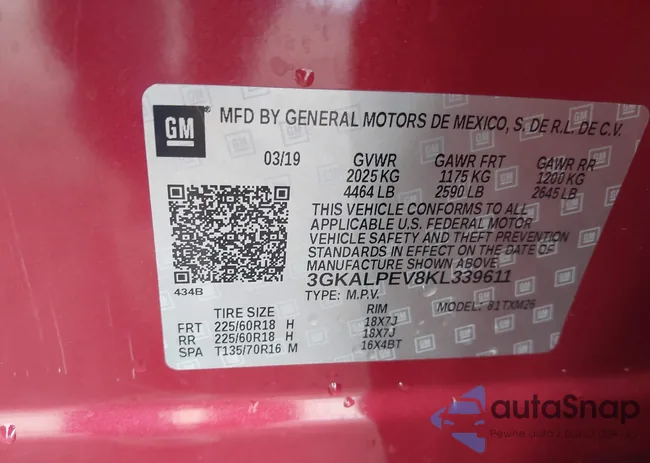 GM ® MFD BY GENERAL MOTORS DE MEXICO, S. DE R.L. DE C.V.
03/19 GVWR GAWR FRT GAWR RR
2025 KG 1175 KG 1200 KG
4464 LB 2590 LB 2645 LB
THIS VEHICLE CONFORMS TO ALL
APPLICABLE U.S. FEDERAL MOTOR
VEHICLE SAFETY AND THEFT PREVENTION
STANDARDS IN EFFECT ON THE DATE OF
MANUFACTURE SHOWN ABOVE.
434B 3GKALPEV8KL339611
TYPE: M.P.V. MODEL: 81TXM26
TIRE SIZE RIM
FRT 225/60R18 H 18X7J
RR 225/60R18 H 18X7J
SPA T135/70R16 M 16X4BT
autaSnap